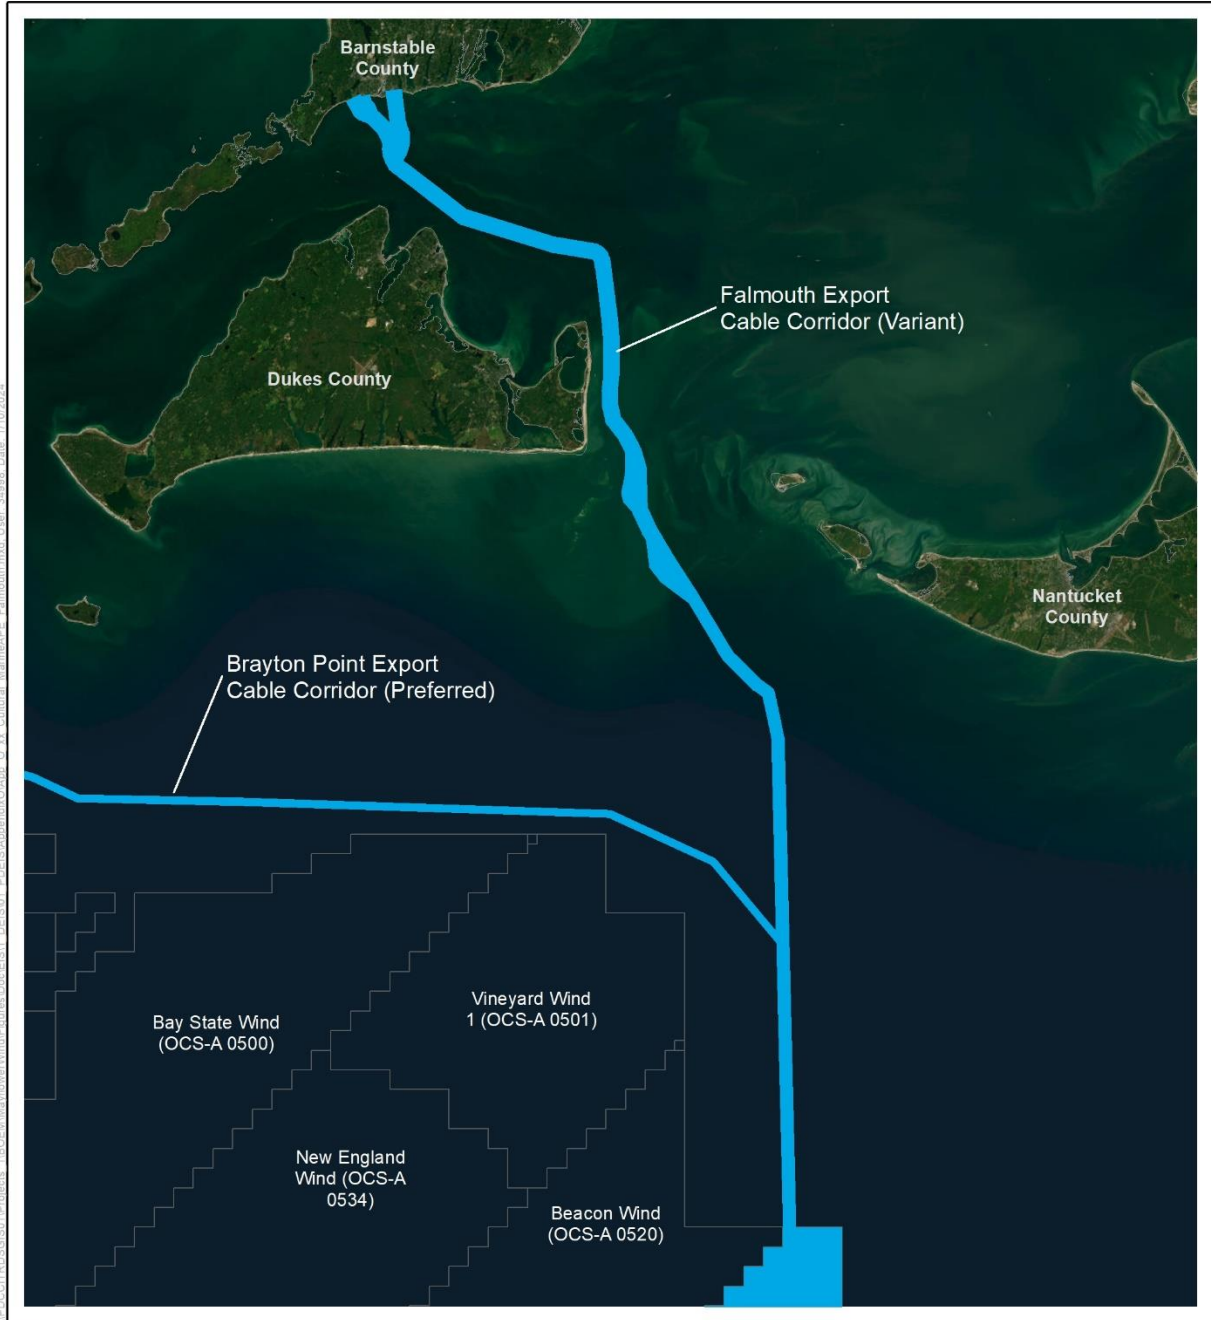 Barnstable
County
Falmouth Export
Cable Corridor (Variant)
Dukes County
Nantucket
County
Brayton Point Export
Cable Corridor (Preferred)
Vineyard Wind
1 (OCS-A 0501)
Bay State Wind
(OCS-A 0500)
New England
Wind (OCS-A
0534)
Beacon Wind
(OCS-A 0520)